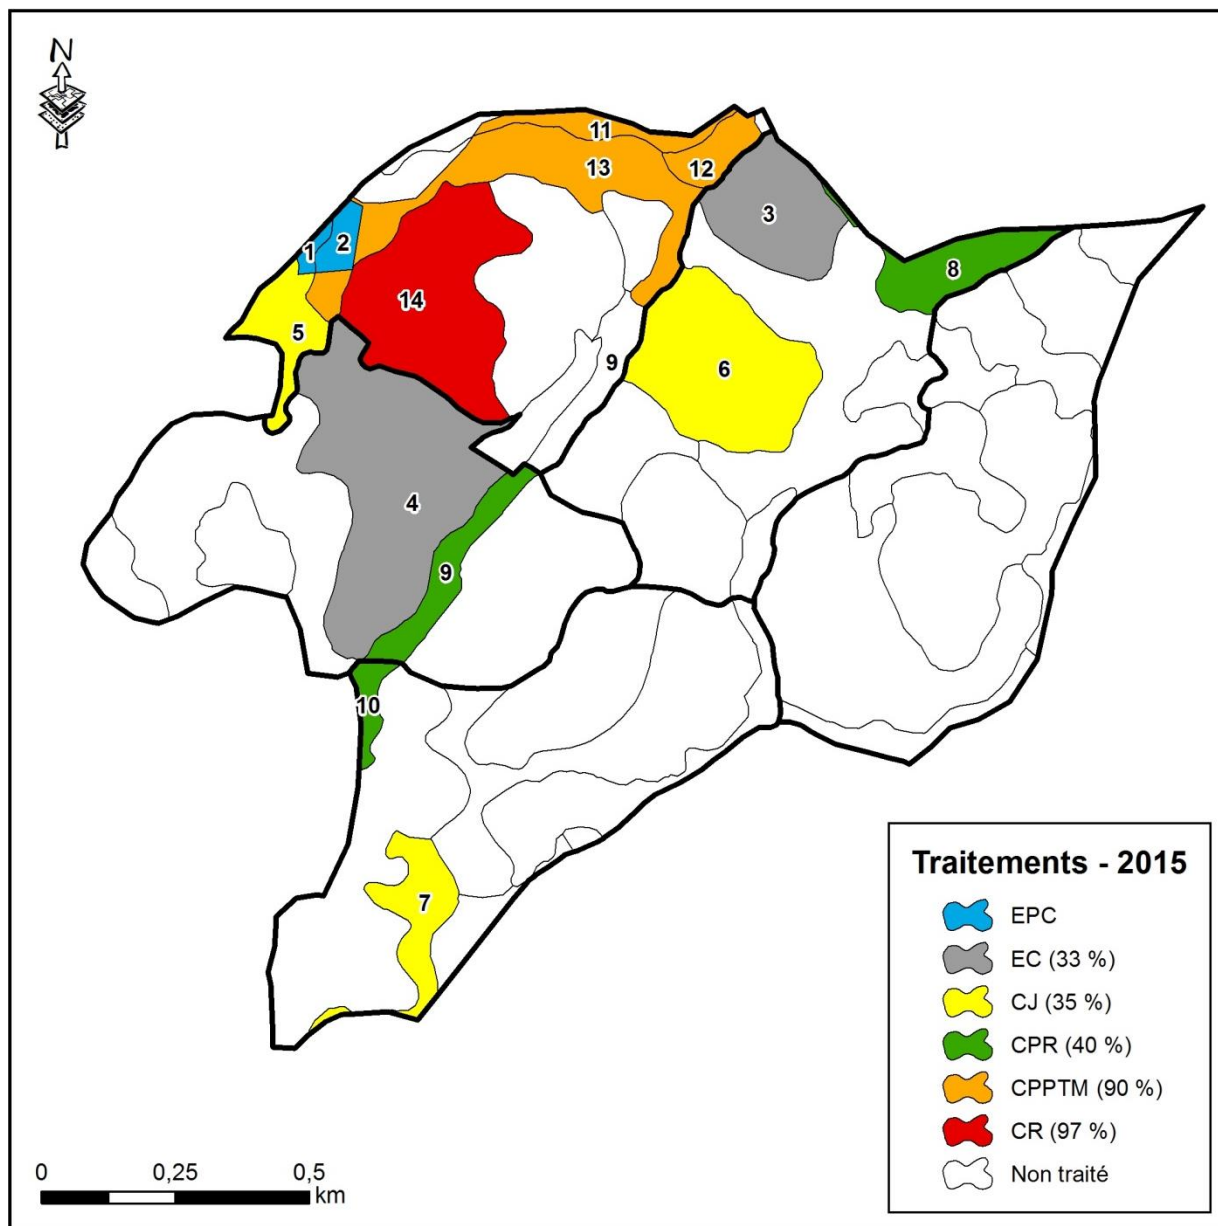 N
11
13
12
3
1
2
8
14
5
9
6
4
9
10
7
Traitements - 2015
EPC
EC (33 %)
CJ (35 %)
CPR (40 %)
CPPTM (90 %)
CR (97 %)
Non traité
0 0,25 0,5
km